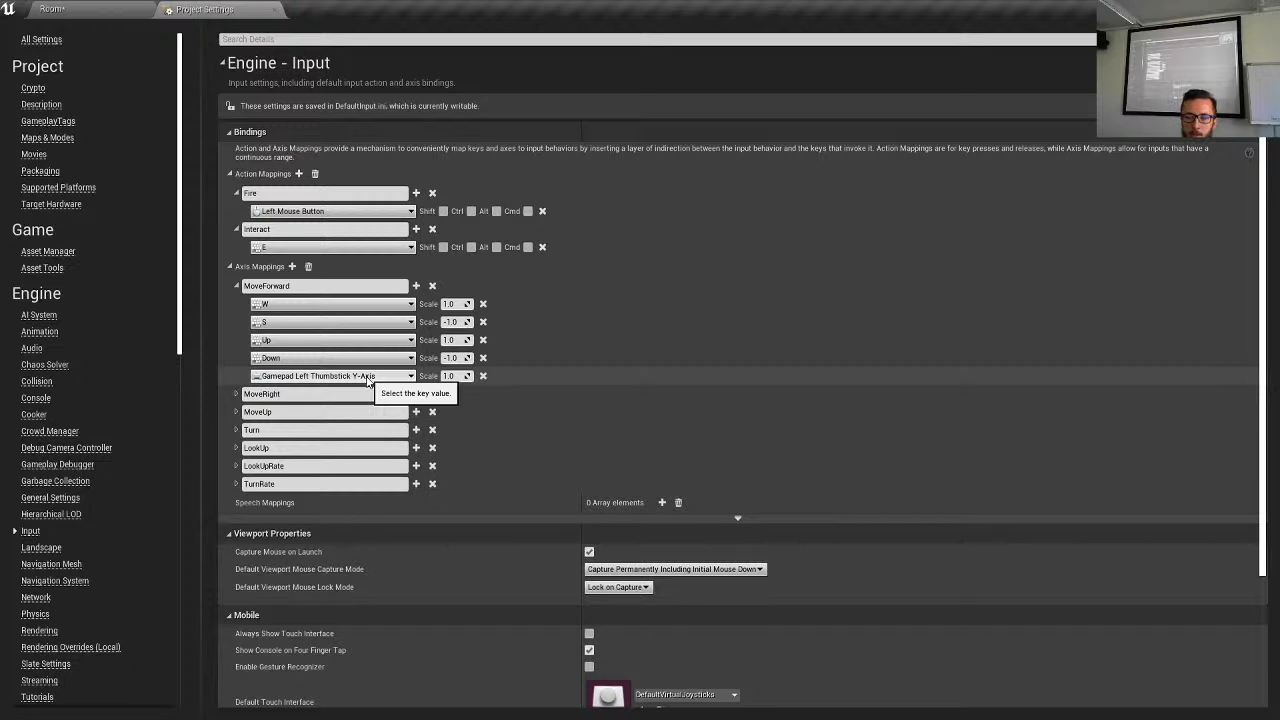 Room*
Project Settings
All Settings
Project
Crypto
Description
GameplayTags
Maps & Modes
Movies
Packaging
Supported Platforms
Target Hardware
Game
Asset Manager
Asset Tools
Engine
AI System
Animation
Audio
Chaos Solver
Collision
Console
Cooker
Crowd Manager
Debug Camera Controller
Gameplay Debugger
Garbage Collection
General Settings
Hierarchical LOD
Input
Landscape
Navigation Mesh
Navigation System
Network
Physics
Rendering
Rendering Overrides (Local)
Slate Settings
Streaming
Tutorials
Search Details
Engine - Input
Input settings, including default input action and axis bindings.
These settings are saved in DefaultInput.ini, which is currently writable.
Bindings
Action and Axis Mappings provide a mechanism to conveniently map keys and axes to input behaviors by inserting a layer of indirection between the input behavior and the keys that invoke it. Action Mappings are for key presses and releases, while Axis Mappings allow for inputs that have a
continuous range.
Action Mappings
Fire
Left Mouse Button Shift Ctrl Alt Cmd
Interact
E Shift Ctrl Alt Cmd
Axis Mappings
MoveForward
W Scale 1.0
S Scale -1.0
Up Scale 1.0
Down Scale -1.0
Gamepad Left Thumbstick Y-Axis Scale 1.0
Select the key value.
MoveRight
MoveUp
Turn
LookUp
LookUpRate
TurnRate
Speech Mappings 0 Array elements
Viewport Properties
Capture Mouse on Launch
Default Viewport Mouse Capture Mode Capture Permanently Including Initial Mouse Down
Default Viewport Mouse Lock Mode Lock on Capture
Mobile
Always Show Touch Interface
Show Console on Four Finger Tap
Enable Gesture Recognizer
Default Touch Interface DefaultVirtualJoysticks